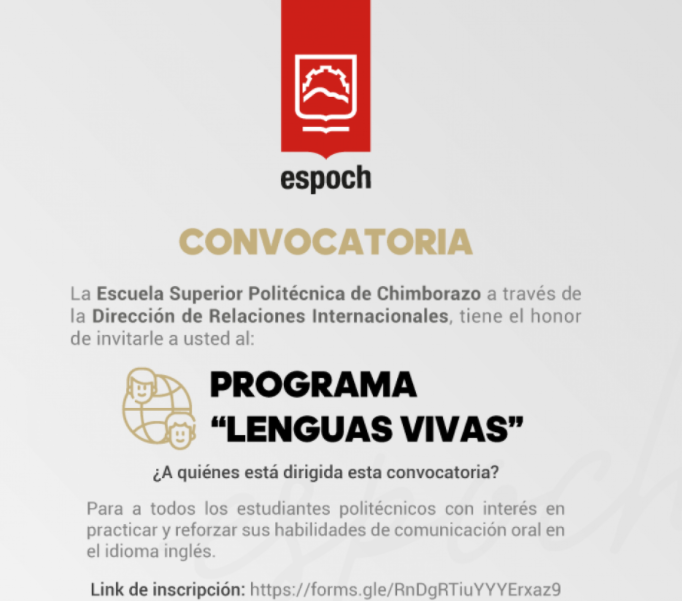 espoch
CONVOCATORIA
La Escuela Superior Politécnica de Chimborazo a través de
la Dirección de Relaciones Internacionales, tiene el honor
de invitarle a usted al:
PROGRAMA
“LENGUAS VIVAS”
¿A quiénes está dirigida esta convocatoria?
Para a todos los estudiantes politécnicos con interés en
practicar y reforzar sus habilidades de comunicación oral en
el idioma inglés.
Link de inscripción: https://forms.gle/RnDgRTiuYYYErxaz9
espoch